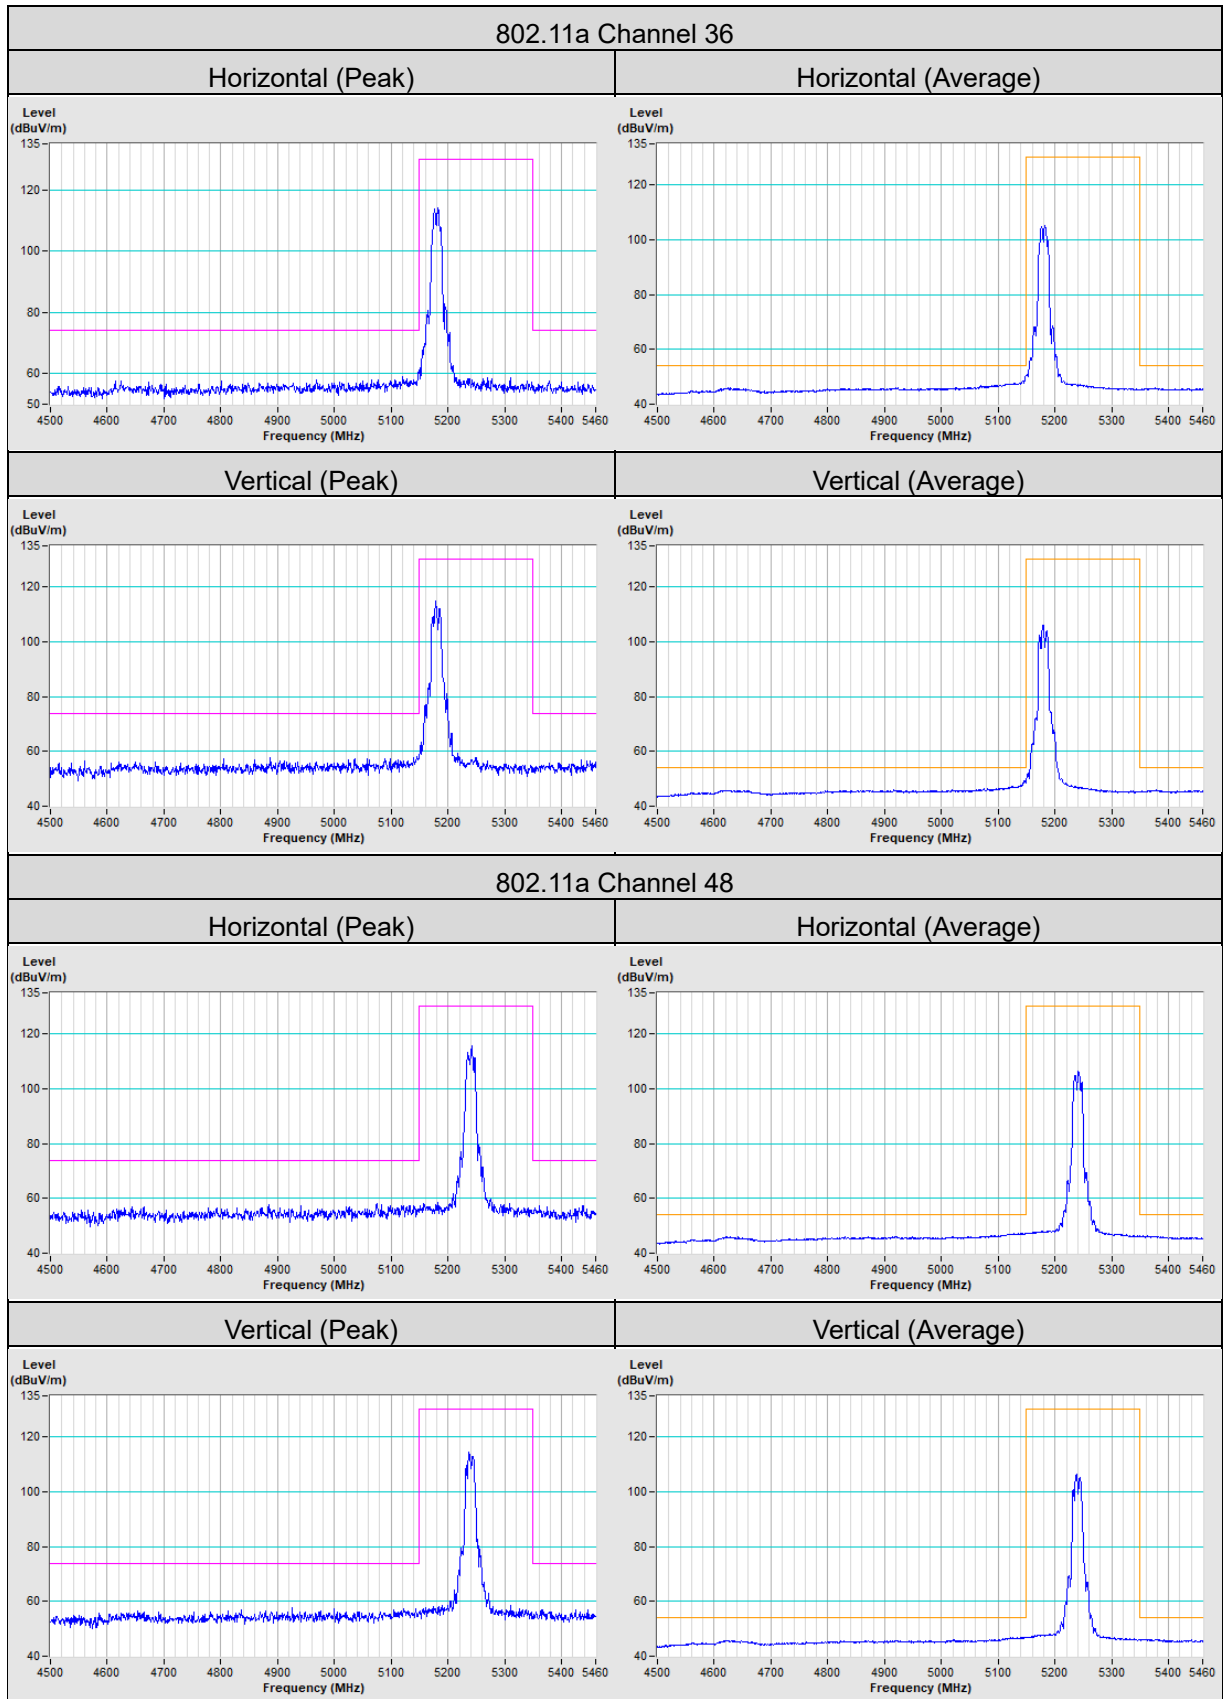 802.11a Channel 36
Horizontal (Peak)
Horizontal (Average)
Level
(dBuV/m)
135
120
100
80
60
50
4500 4600 4700 4800 4900 5000 5100 5200 5300 5400 5460
Frequency (MHz)
Level
(dBuV/m)
135
120
100
80
60
40
4500 4600 4700 4800 4900 5000 5100 5200 5300 5400 5460
Frequency (MHz)
Vertical (Peak)
Vertical (Average)
Level
(dBuV/m)
135
120
100
80
60
40
4500 4600 4700 4800 4900 5000 5100 5200 5300 5400 5460
Frequency (MHz)
Level
(dBuV/m)
135
120
100
80
60
40
4500 4600 4700 4800 4900 5000 5100 5200 5300 5400 5460
Frequency (MHz)
802.11a Channel 48
Horizontal (Peak)
Horizontal (Average)
Level
(dBuV/m)
135
120
100
80
60
40
4500 4600 4700 4800 4900 5000 5100 5200 5300 5400 5460
Frequency (MHz)
Level
(dBuV/m)
135
120
100
80
60
40
4500 4600 4700 4800 4900 5000 5100 5200 5300 5400 5460
Frequency (MHz)
Vertical (Peak)
Vertical (Average)
Level
(dBuV/m)
135
120
100
80
60
40
4500 4600 4700 4800 4900 5000 5100 5200 5300 5400 5460
Frequency (MHz)
Level
(dBuV/m)
135
120
100
80
60
40
4500 4600 4700 4800 4900 5000 5100 5200 5300 5400 5460
Frequency (MHz)